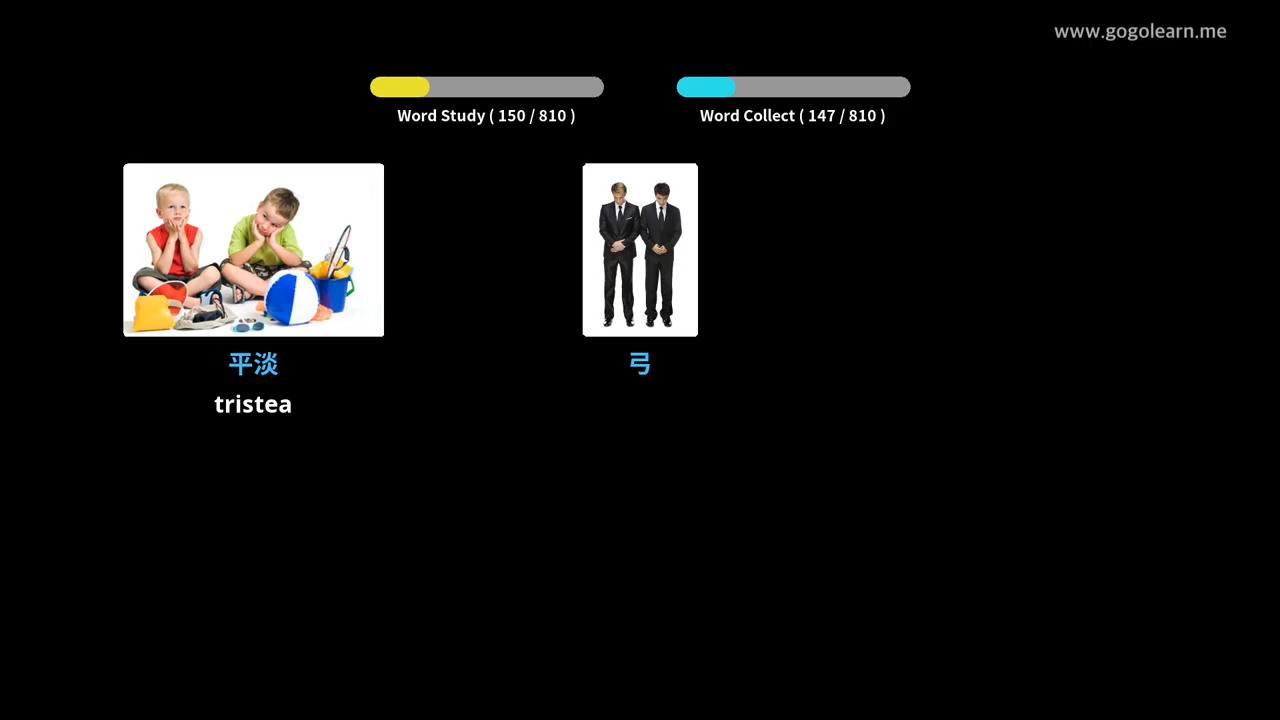 www.gogolearn.me
Word Study ( 150 / 810 )
Word Collect ( 147 / 810 )
平淡
弓
tristea